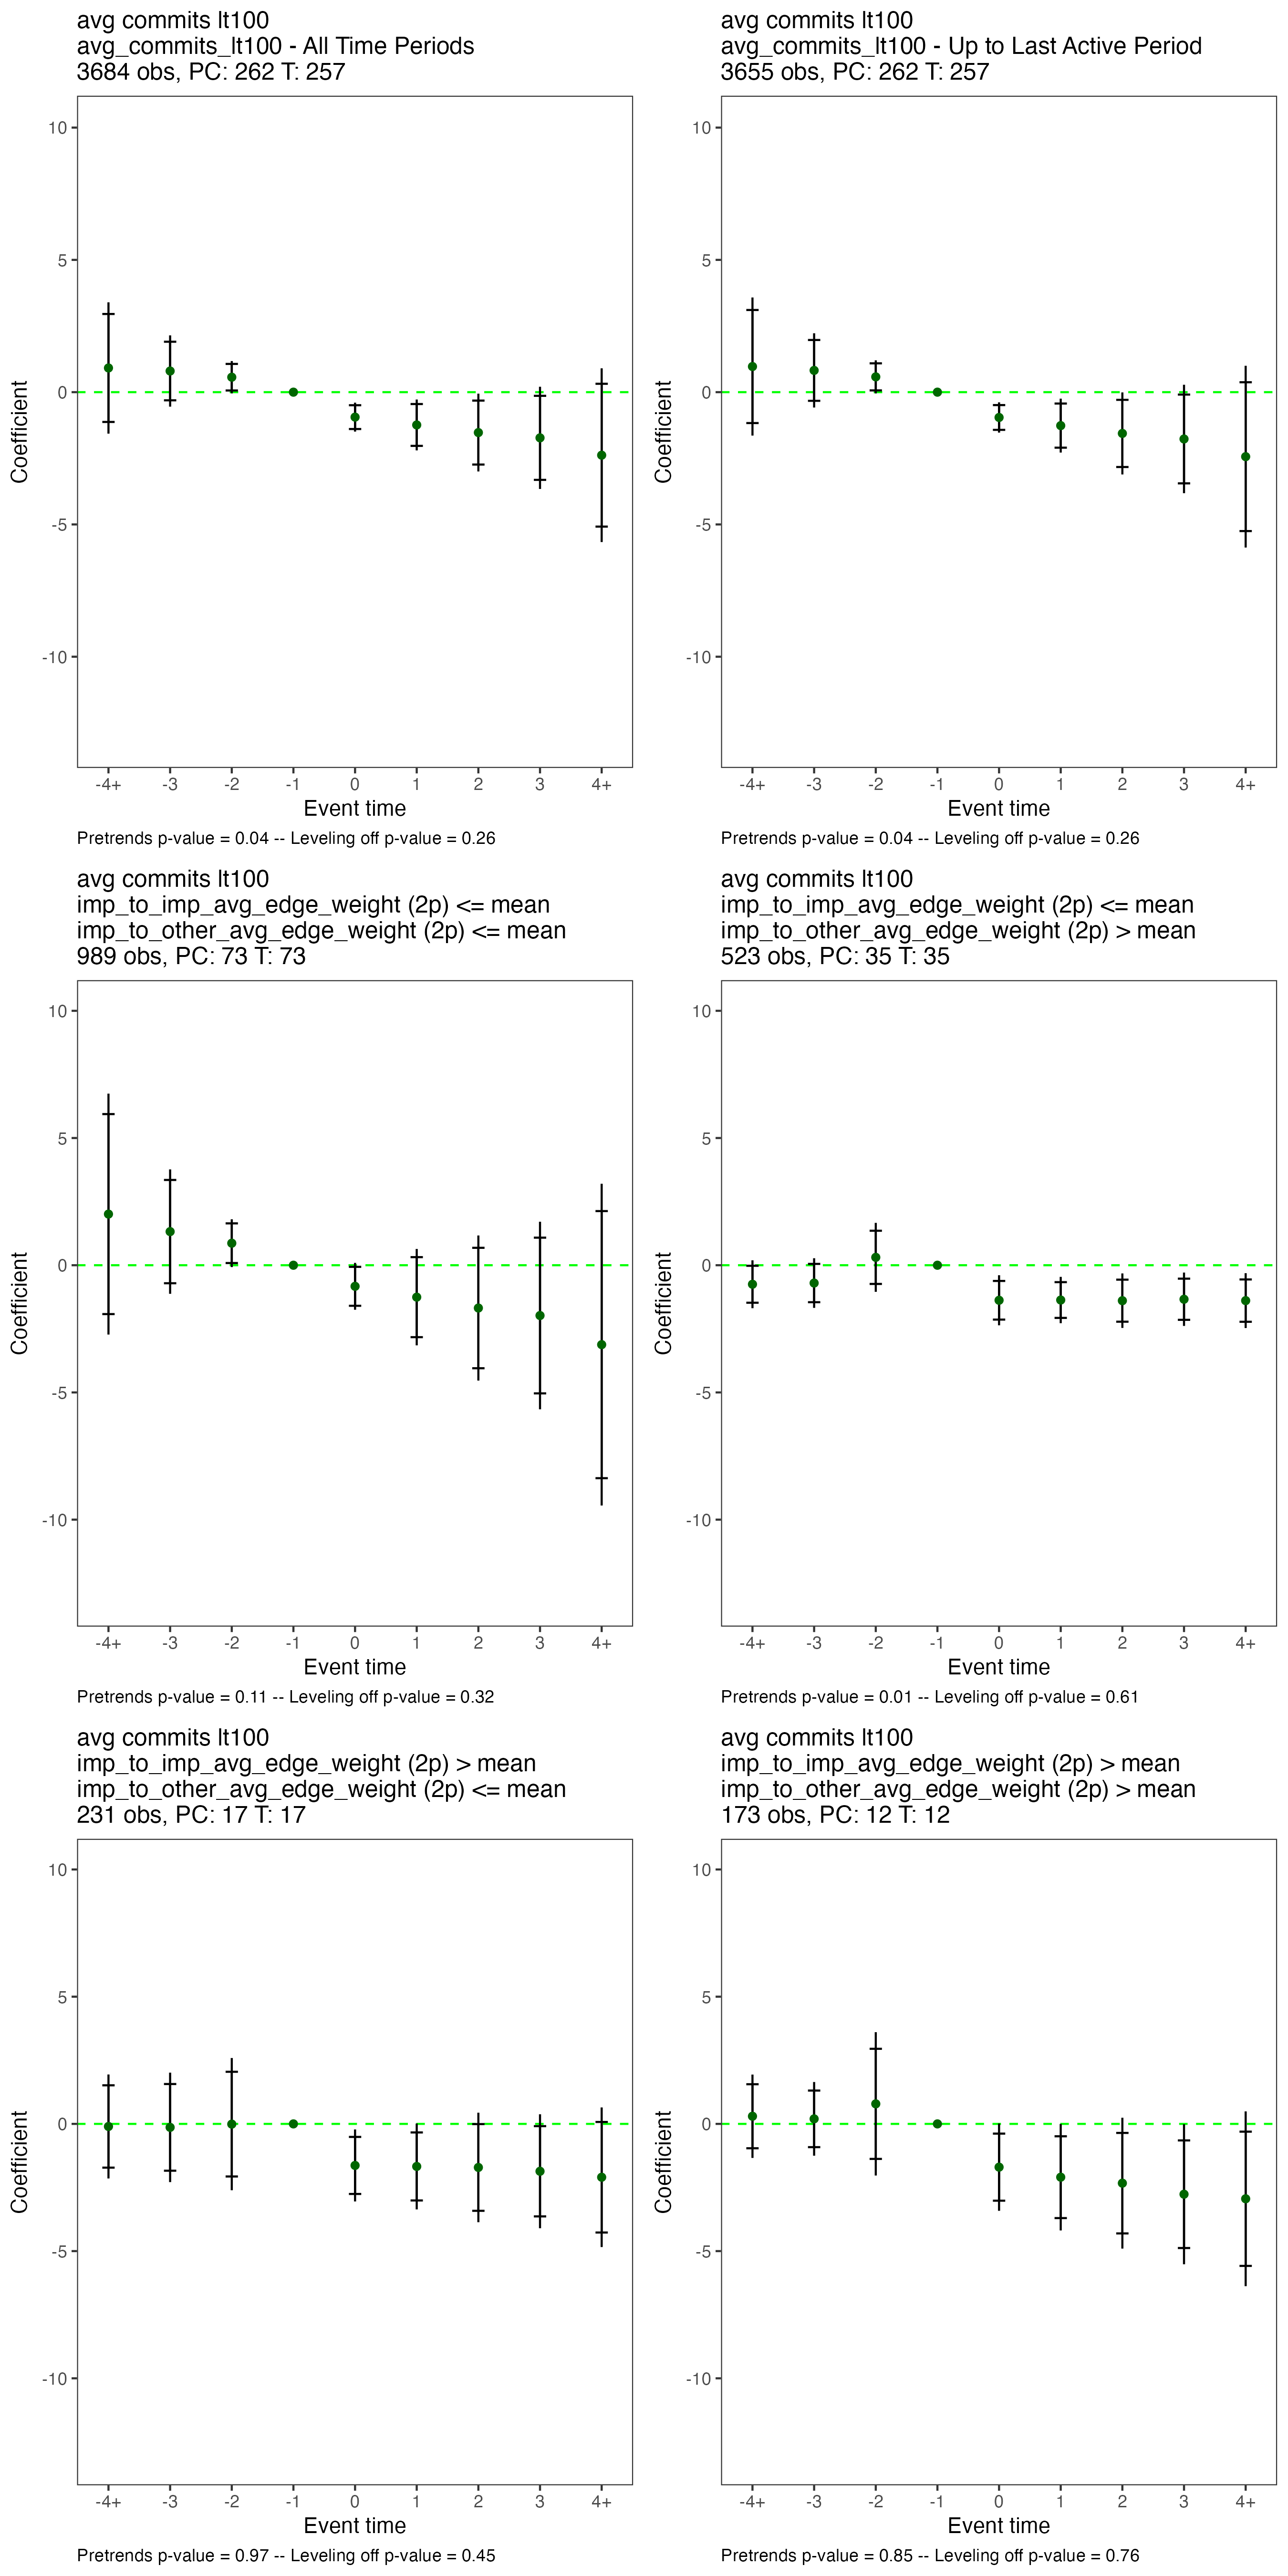 avg commits lt100
avg_commits_lt100 - All Time Periods
3684 obs, PC: 262 T: 257
10
5
0
-5
-10
Coefficient
-4+ -3 -2 -1 0 1 2 3 4+
Event time
Pretrends p-value = 0.04 -- Leveling off p-value = 0.26
avg commits lt100
avg_commits_lt100 - Up to Last Active Period
3655 obs, PC: 262 T: 257
10
5
0
-5
-10
Coefficient
-4+ -3 -2 -1 0 1 2 3 4+
Event time
Pretrends p-value = 0.04 -- Leveling off p-value = 0.26
avg commits lt100
imp_to_imp_avg_edge_weight (2p) <= mean
imp_to_other_avg_edge_weight (2p) <= mean
989 obs, PC: 73 T: 73
10
5
0
-5
-10
Coefficient
-4+ -3 -2 -1 0 1 2 3 4+
Event time
Pretrends p-value = 0.11 -- Leveling off p-value = 0.32
avg commits lt100
imp_to_imp_avg_edge_weight (2p) <= mean
imp_to_other_avg_edge_weight (2p) > mean
523 obs, PC: 35 T: 35
10
5
0
-5
-10
Coefficient
-4+ -3 -2 -1 0 1 2 3 4+
Event time
Pretrends p-value = 0.01 -- Leveling off p-value = 0.61
avg commits lt100
imp_to_imp_avg_edge_weight (2p) > mean
imp_to_other_avg_edge_weight (2p) <= mean
231 obs, PC: 17 T: 17
10
5
0
-5
-10
Coefficient
-4+ -3 -2 -1 0 1 2 3 4+
Event time
Pretrends p-value = 0.97 -- Leveling off p-value = 0.45
avg commits lt100
imp_to_imp_avg_edge_weight (2p) > mean
imp_to_other_avg_edge_weight (2p) > mean
173 obs, PC: 12 T: 12
10
5
0
-5
-10
Coefficient
-4+ -3 -2 -1 0 1 2 3 4+
Event time
Pretrends p-value = 0.85 -- Leveling off p-value = 0.76